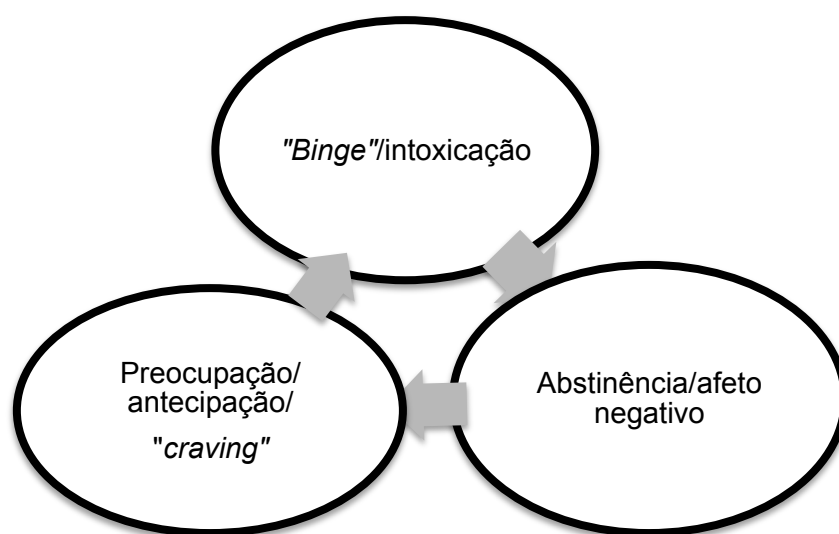 "Binge"/intoxicação
Preocupação/
antecipação/
"craving"
Abstinência/afeto
negativo